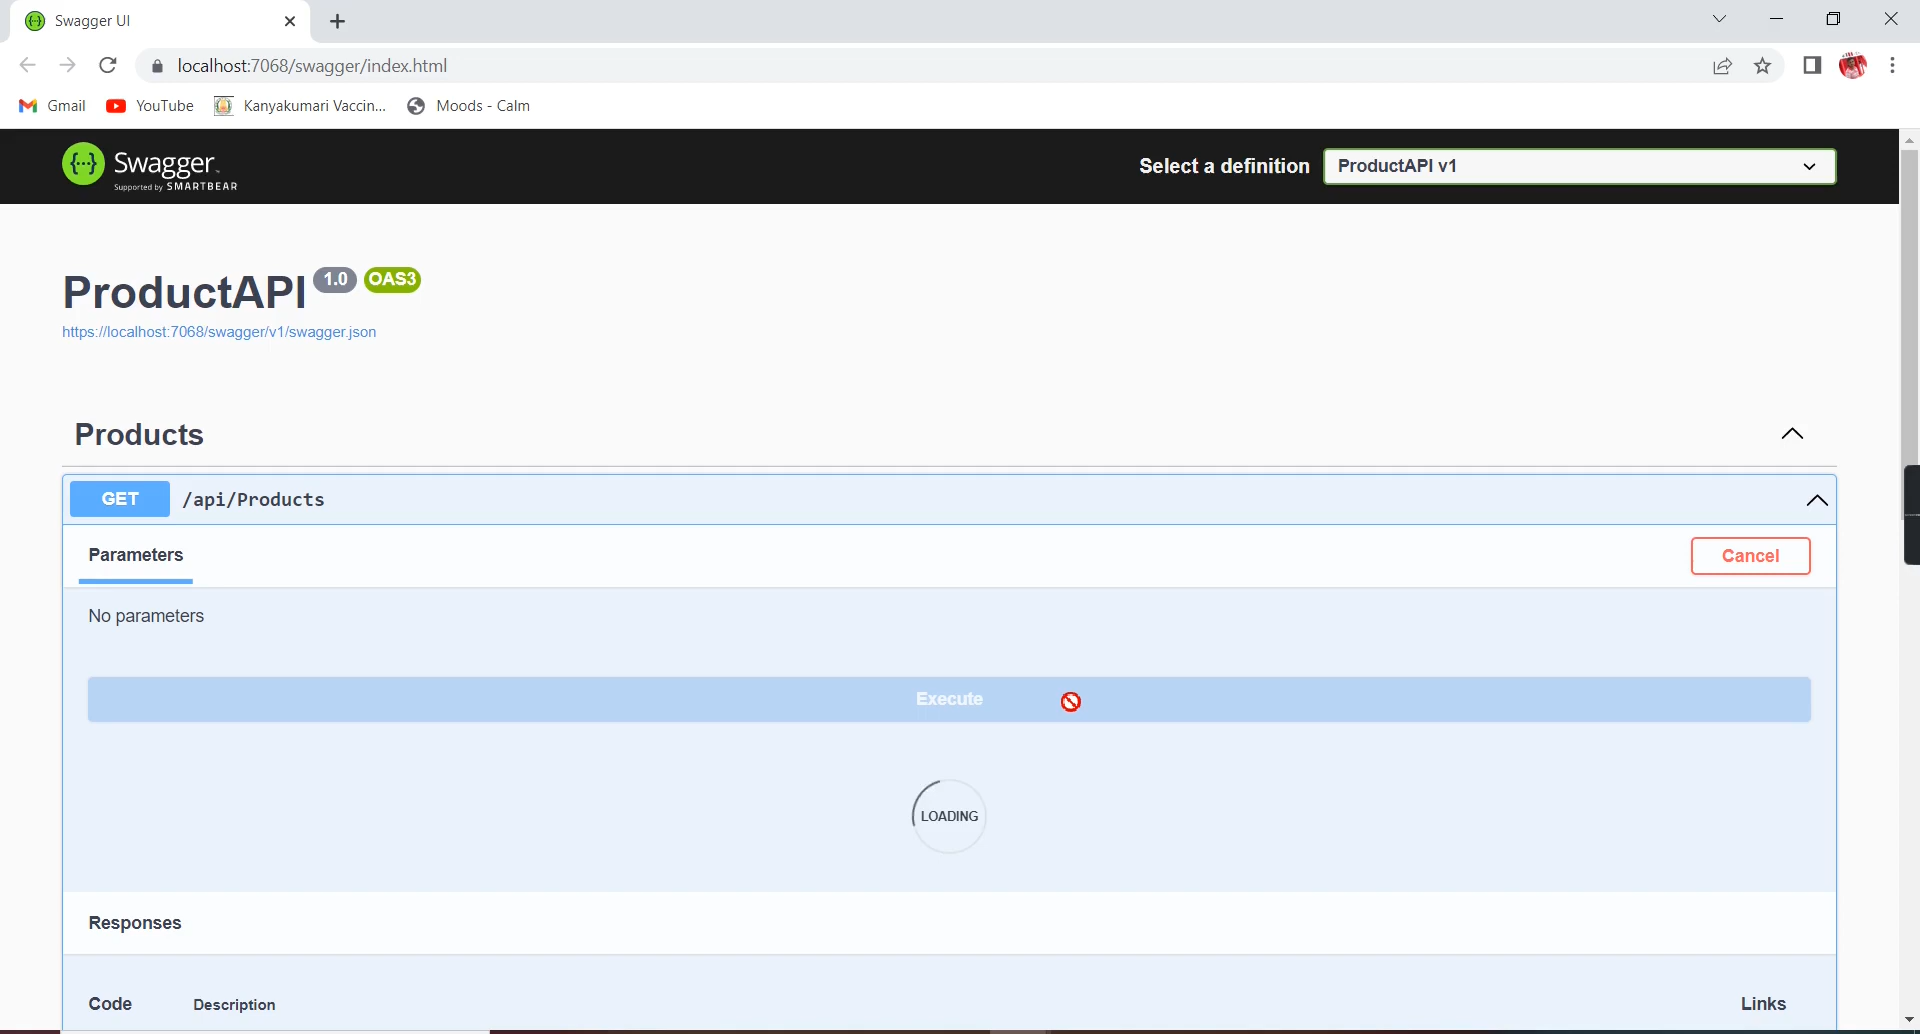 Swagger UI
localhost:7068/swagger/index.html
Gmail YouTube Kanyakumari Vaccin... Moods - Calm
Swagger.
Supported by SMARTBEAR
Select a definition ProductAPI v1
ProductAPI 1.0 OAS3
https://localhost:7068/swagger/v1/swagger.json
Products
GET /api/Products
Parameters Cancel
No parameters
Execute
LOADING
Responses
Code Description Links